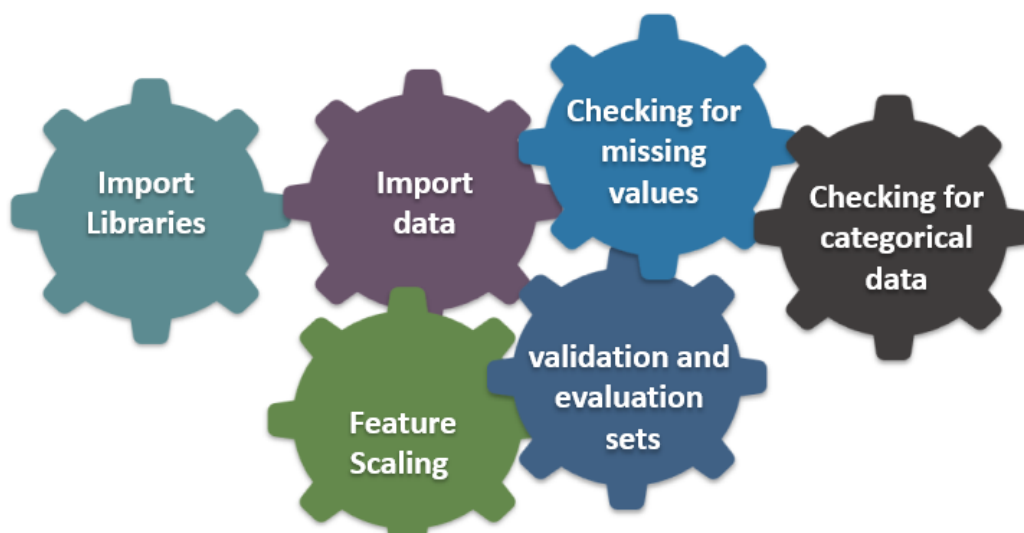 Import
Libraries
Import
data
Checking for
missing
values
Checking for
categorical
data
Feature
Scaling
validation and
evaluation
sets